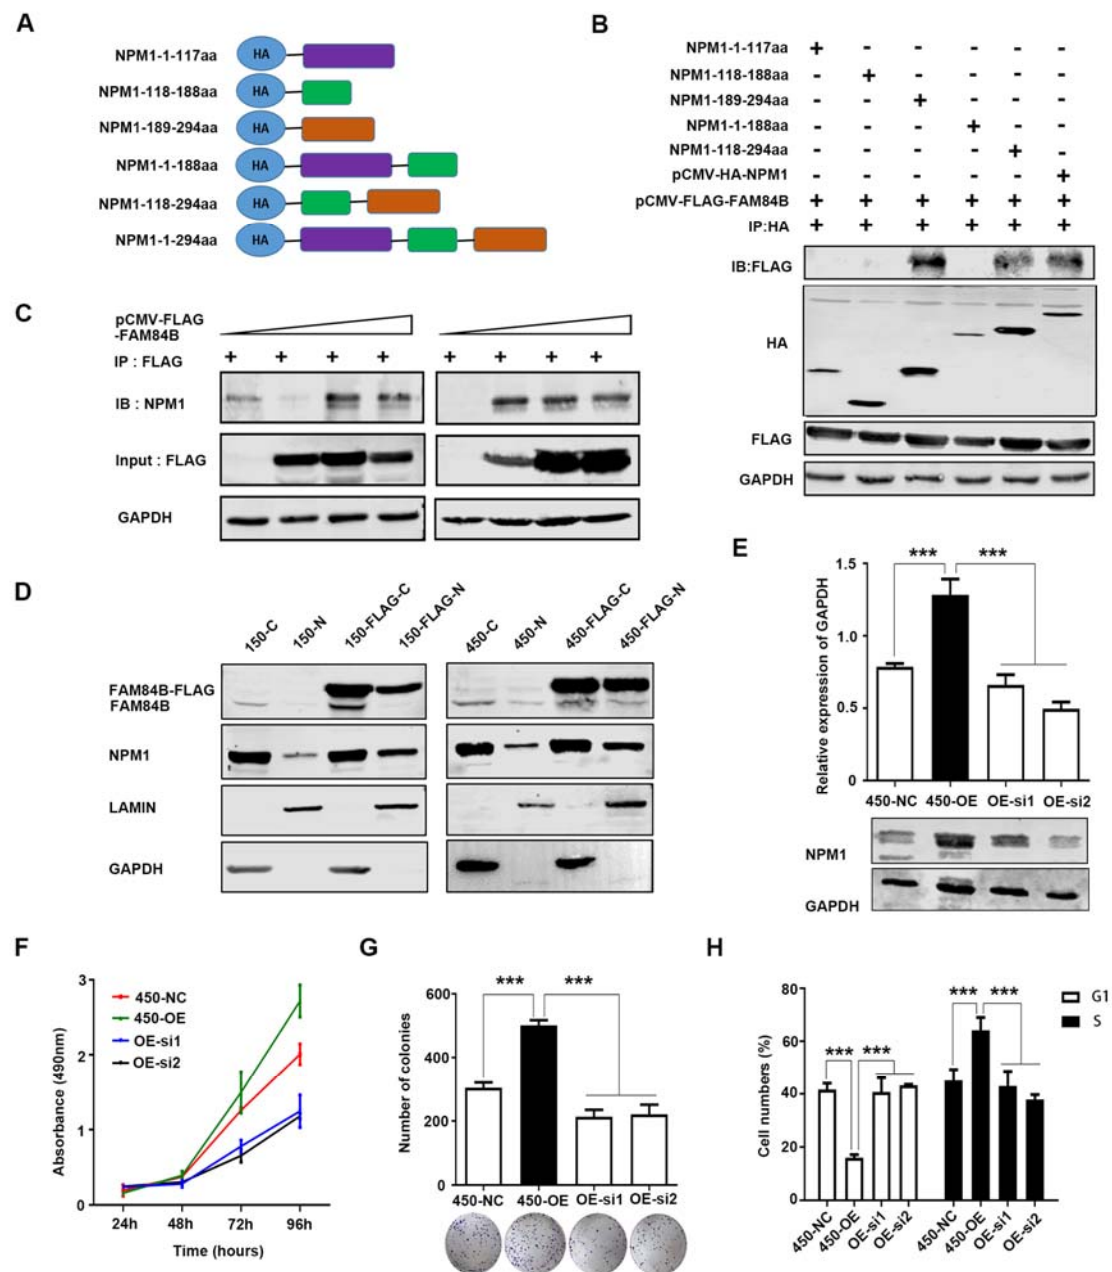 A
NPM1-1-117aa HA
NPM1-118-188aa HA
NPM1-189-294aa HA
NPM1-1-188aa HA
NPM1-118-294aa HA
NPM1-1-294aa HA
B
NPM1-1-117aa + - - - - -
NPM1-118-188aa - + - - - -
NPM1-189-294aa - - + - - -
NPM1-1-188aa - - - + - -
NPM1-118-294aa - - - - + -
pCMV-HA-NPM1 - - - - - +
pCMV-FLAG-FAM84B + + + + + +
IP:HA + + + + + +
IB:FLAG
HA
FLAG
GAPDH
C
pCMV-FLAG
-FAM84B
IP : FLAG + + + + + + + +
IB : NPM1
Input : FLAG
GAPDH
D
150-C 150-N 150-FLAG-C 150-FLAG-N 450-C 450-N 450-FLAG-C 450-FLAG-N
FAM84B-FLAG
FAM84B
NPM1
LAMIN
GAPDH
E
*** ***
Relative expression of GAPDH
1.5
1.0
0.5
0
450-NC 450-OE OE-si1 OE-si2
NPM1
GAPDH
F
450-NC
450-OE
OE-si1
OE-si2
Absorbance (490nm)
3
2
1
0
24h 48h 72h 96h
Time (hours)
G
*** ***
Number of colonies
600
400
200
0
450-NC 450-OE OE-si1 OE-si2
H
G1
S
*** *** *** ***
Cell numbers (%)
80
60
40
20
0
450-NC 450-OE OE-si1 OE-si2 450-NC 450-OE OE-si1 OE-si2